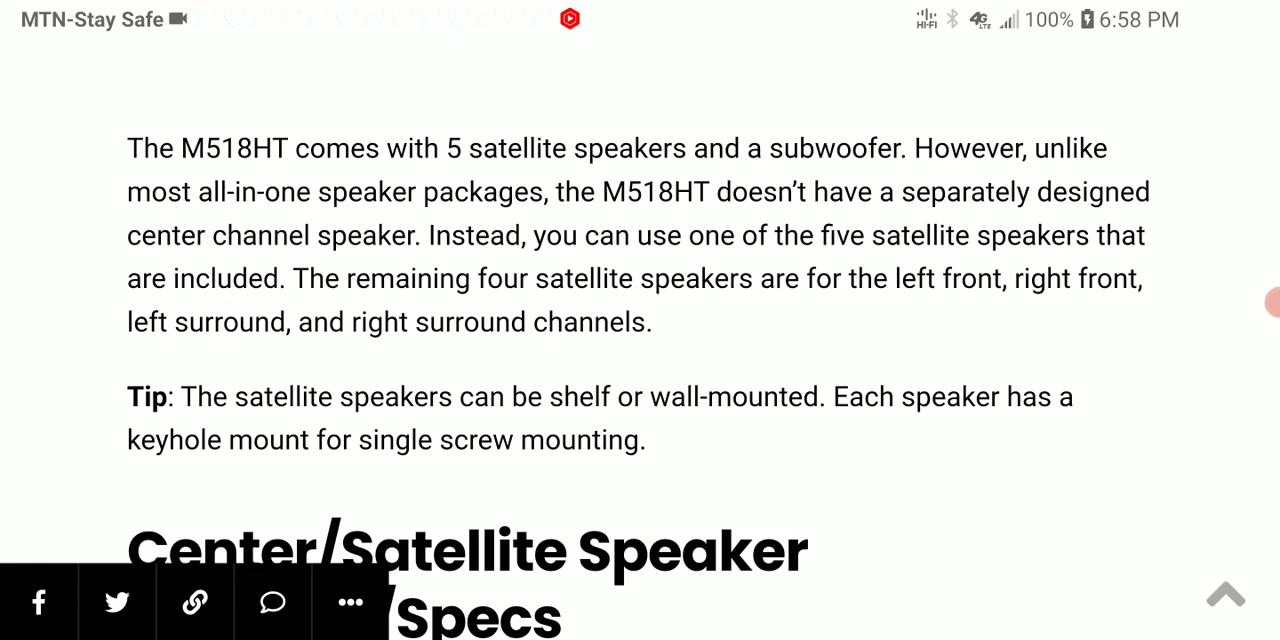 MTN-Stay Safe
HI-FI 4G LTE 100% 6:58 PM
The M518HT comes with 5 satellite speakers and a subwoofer. However, unlike
most all-in-one speaker packages, the M518HT doesn’t have a separately designed
center channel speaker. Instead, you can use one of the five satellite speakers that
are included. The remaining four satellite speakers are for the left front, right front,
left surround, and right surround channels.
Tip: The satellite speakers can be shelf or wall-mounted. Each speaker has a
keyhole mount for single screw mounting.
Center/Satellite Speaker
/Specs